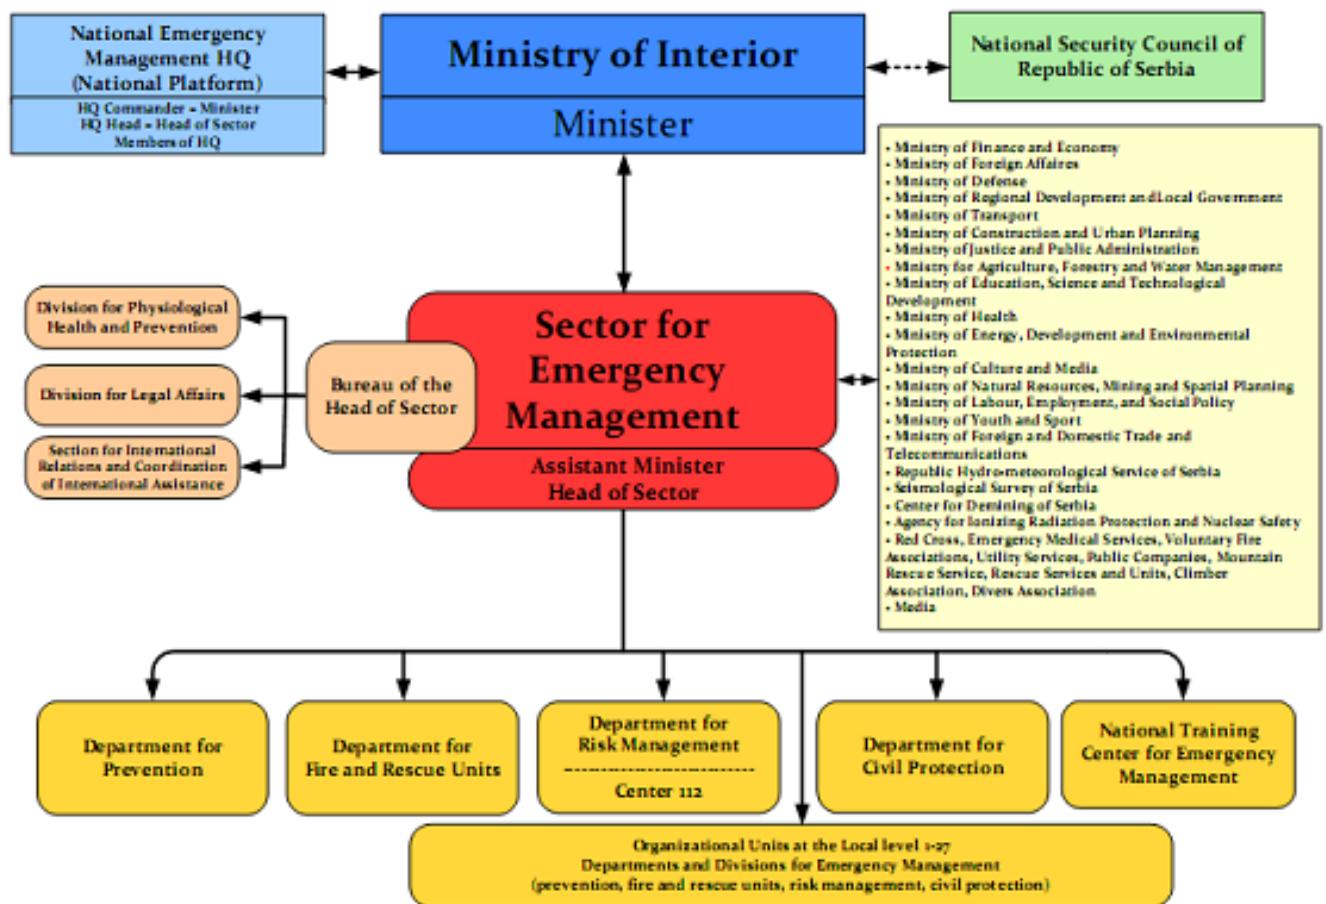 National Emergency
Management HQ
(National Platform)
HQ Commander - Minister
HQ Head - Head of Sector
Members of HQ
Ministry of Interior
Minister
National Security Council of
Republic of Serbia
• Ministry of Finance and Economy
• Ministry of Foreign Affaires
• Ministry of Defense
• Ministry of Regional Development andLocal Government
• Ministry of Transport
• Ministry of Construction and Urban Planning
• Ministry of Justice and Public Administration
• Ministry for Agriculture, Forestry and Water Management
• Ministry of Education, Science and Technological
Development
• Ministry of Health
• Ministry of Energy, Development and Environmental
Protection
• Ministry of Culture and Media
• Ministry of Natural Resources, Mining and Spatial Planning
• Ministry of Labour, Employment, and Social Policy
• Ministry of Youth and Sport
• Ministry of Foreign and Domestic Trade and
Telecommunications
• Republic Hydro-meteorological Service of Serbia
• Seismological Survey of Serbia
• Center for Demining of Serbia
• Agency for Ionizing Radiation Protection and Nuclear Safety
• Red Cross, Emergency Medical Services, Voluntary Fire
Associations, Utility Services, Public Companies, Mountain
Rescue Service, Rescue Services and Units, Climber
Association, Divers Association
• Media
Division for Physiological
Health and Prevention
Division for Legal Affairs
Section for International
Relations and Coordination
of International Assistance
Bureau of the
Head of Sector
Sector for
Emergency
Management
Assistant Minister
Head of Sector
Department for
Prevention
Department for
Fire and Rescue Units
Department for
Risk Management
Center 112
Department for
Civil Protection
National Training
Center for Emergency
Management
Organizational Units at the Local level 1-27
Departments and Divisions for Emergency Management
(prevention, fire and rescue units, risk management, civil protection)